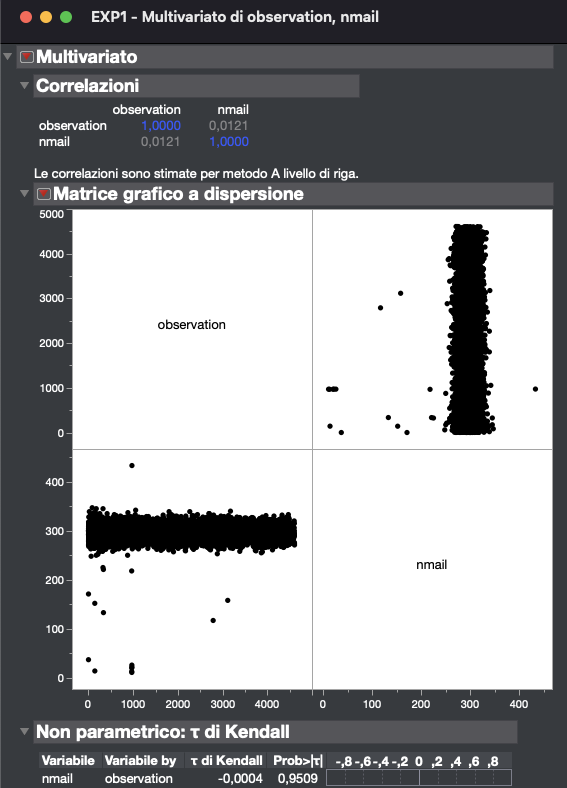 EXP1 - Multivariato di observation, nmail
Multivariato
Correlazioni
observation nmail
observation 1,0000 0,0121
nmail 0,0121 1,0000
Le correlazioni sono stimate per metodo A livello di riga.
Matrice grafico a dispersione
5000
4000
3000
2000
1000
0
observation
400
300
200
100
0
nmail
0 1000 2000 3000 4000 0 100 200 300 400
Non parametrico: τ di Kendall
Variabile Variabile by τ di Kendall Prob>|τ| -,8 -,6 -,4 -,2 0 ,2 ,4 ,6 ,8
nmail observation -0,0004 0,9509